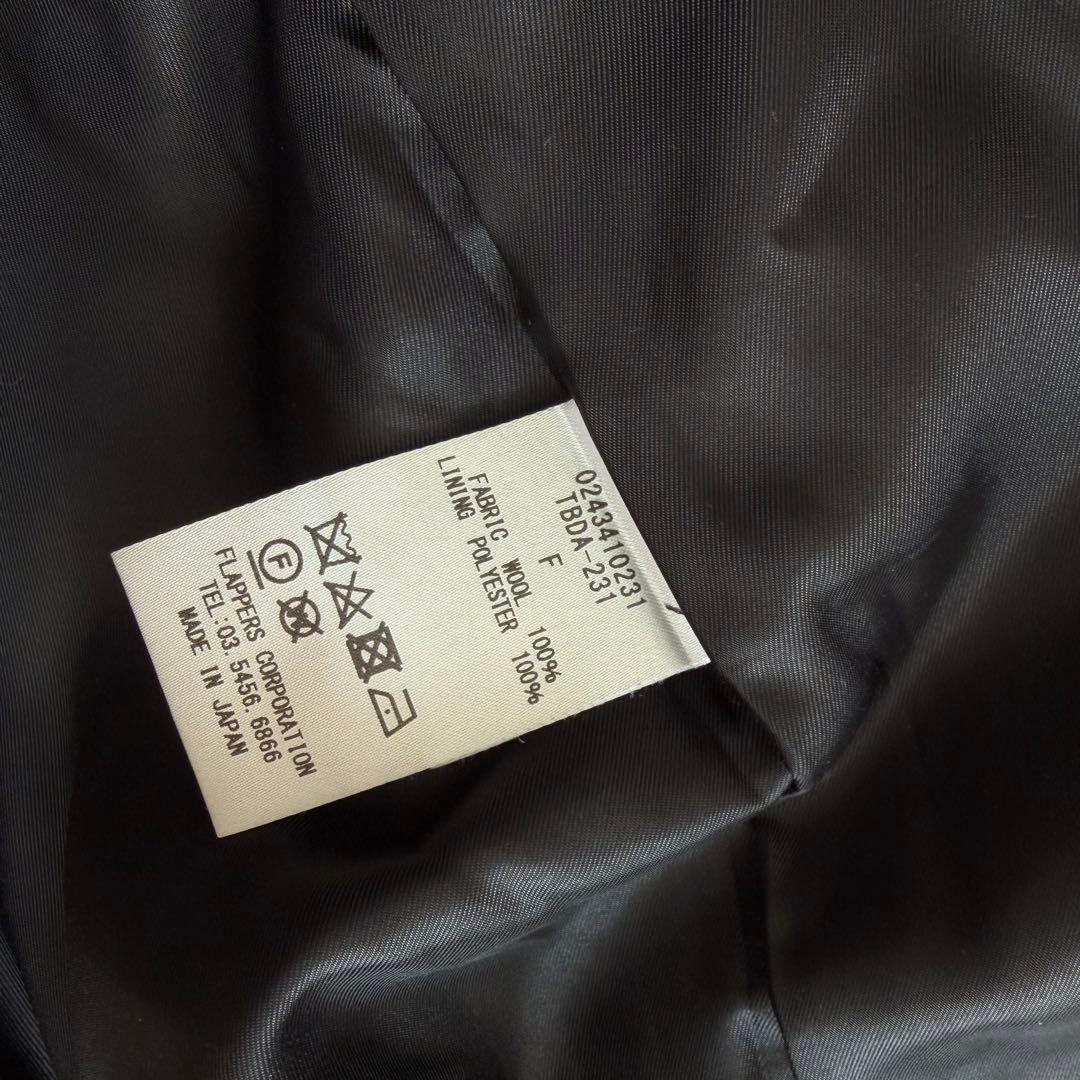 0243410231
TBDA-231
F
FABRIC WOOL 100%
LINING POLYESTER 100%
F
FLAPPERS CORPORATION
TEL:03.5456.6866
MADE IN JAPAN